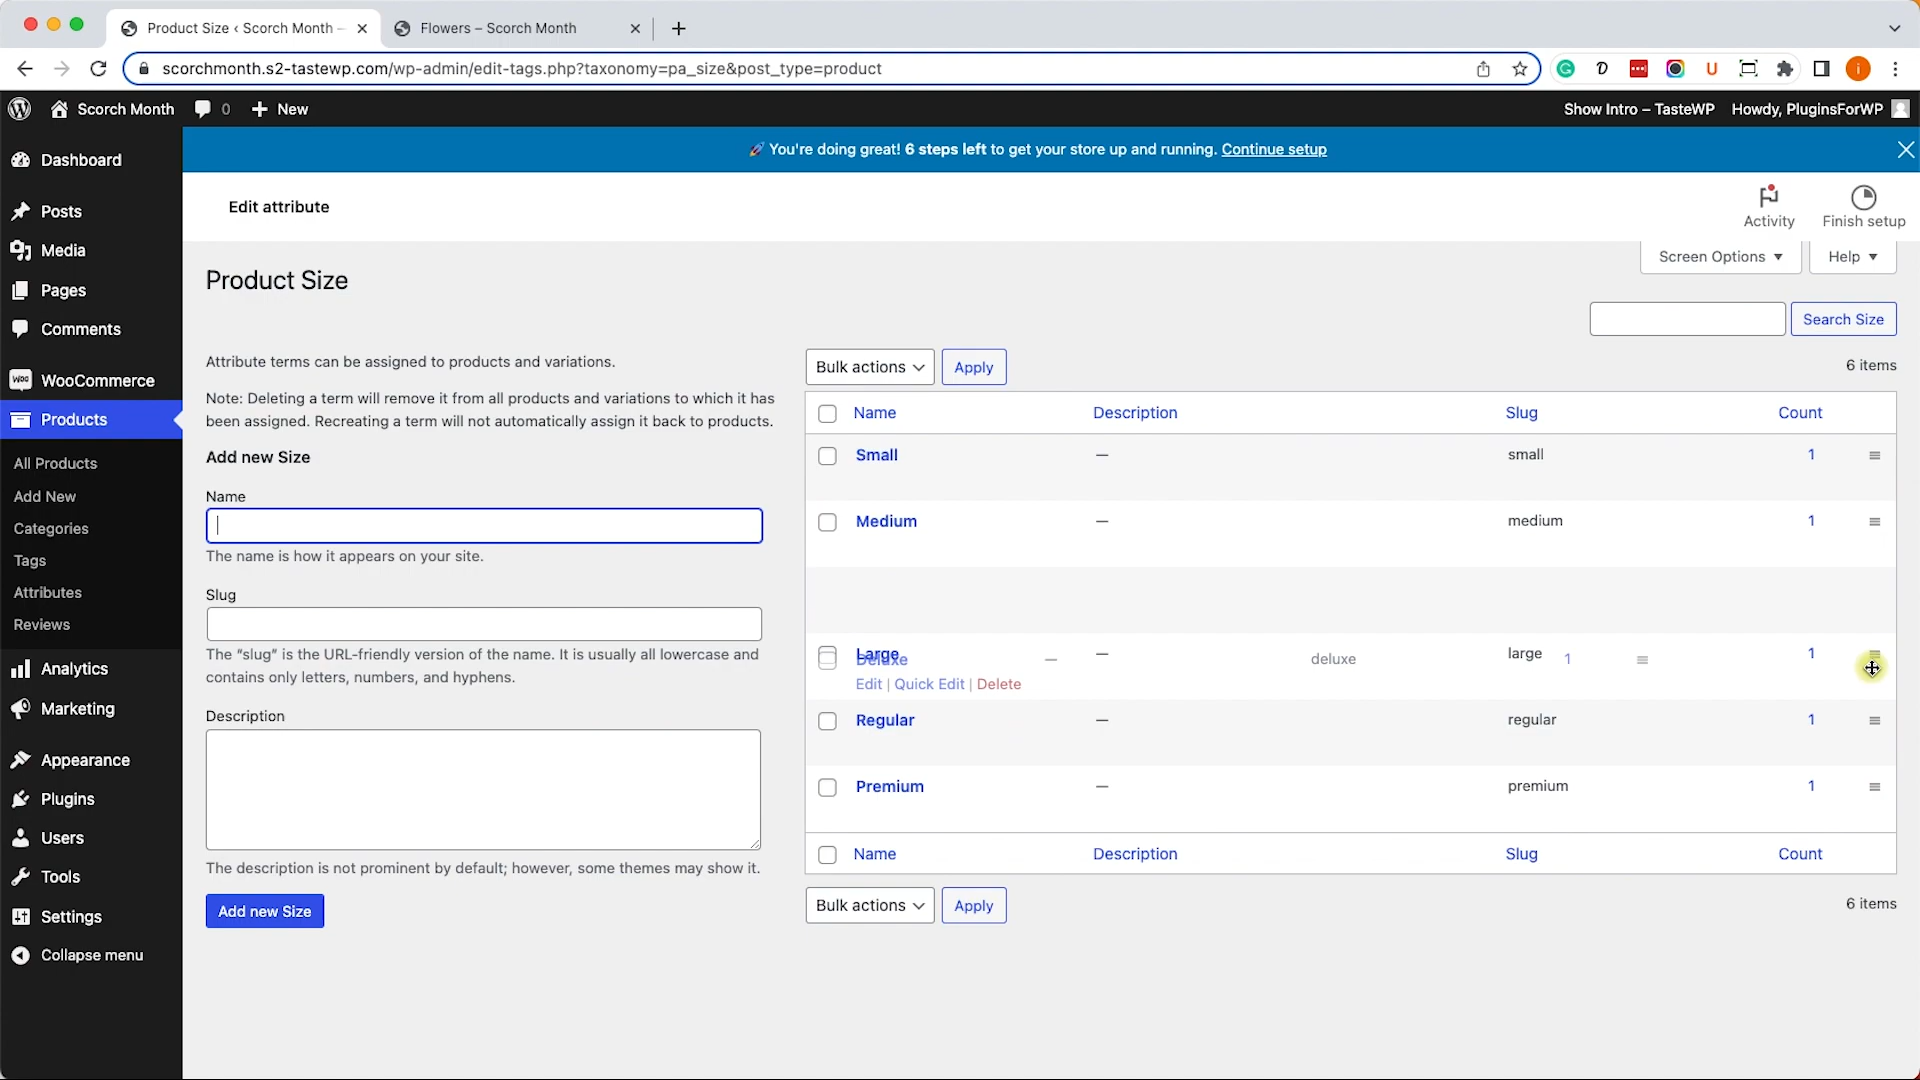 Product Size ‹ Scorch Month –
Flowers – Scorch Month
scorchmonth.s2-tastewp.com/wp-admin/edit-tags.php?taxonomy=pa_size&post_type=product
Scorch Month
0
New
Show Intro – TasteWP
Howdy, PluginsForWP
Dashboard
Posts
Media
Pages
Comments
WooCommerce
Products
All Products
Add New
Categories
Tags
Attributes
Reviews
Analytics
Marketing
Appearance
Plugins
Users
Tools
Settings
Collapse menu
🚀 You're doing great! 6 steps left to get your store up and running. Continue setup
Edit attribute
Activity
Finish setup
Screen Options
Help
Product Size
Search Size
Attribute terms can be assigned to products and variations.
Note: Deleting a term will remove it from all products and variations to which it has
been assigned. Recreating a term will not automatically assign it back to products.
Add new Size
Name
The name is how it appears on your site.
Slug
The “slug” is the URL-friendly version of the name. It is usually all lowercase and
contains only letters, numbers, and hyphens.
Description
The description is not prominent by default; however, some themes may show it.
Add new Size
Bulk actions
Apply
6 items
Name Description Slug Count
Small — small 1
Medium — medium 1
Large — large 1
Deluxe — deluxe 1
Edit | Quick Edit | Delete
Regular — regular 1
Premium — premium 1
Name Description Slug Count
Bulk actions
Apply
6 items